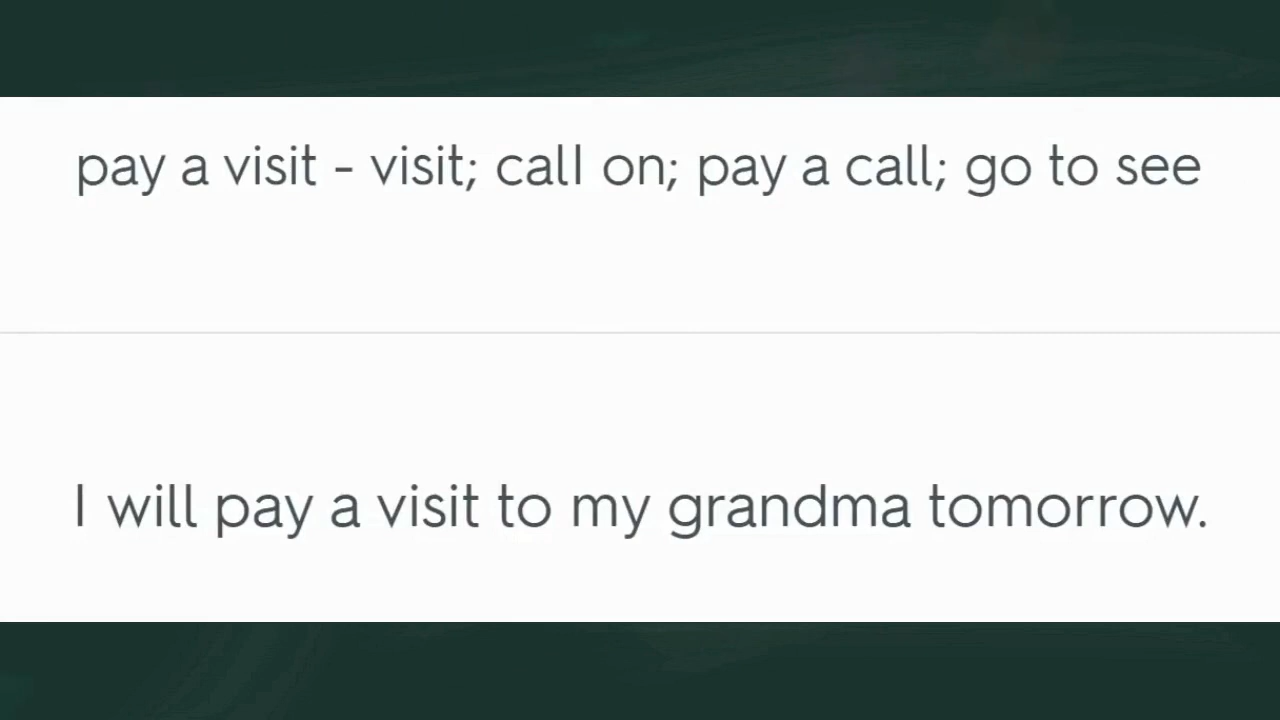 pay a visit - visit; call on; pay a call; go to see
I will pay a visit to my grandma tomorrow.